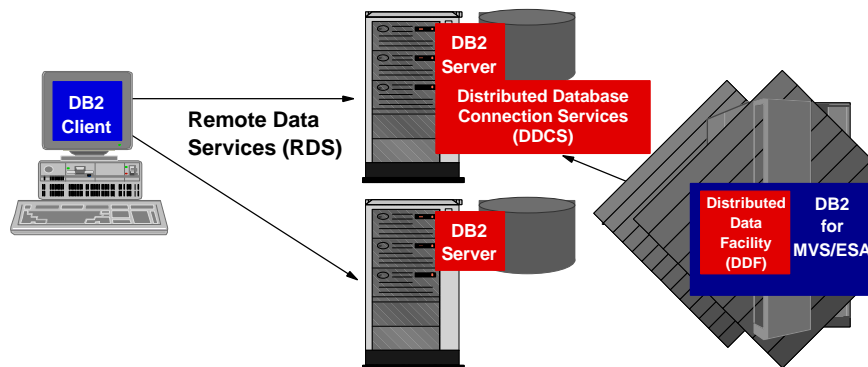 DB2
Client
Remote Data
Services (RDS)
DB2
Server
Distributed Database
Connection Services
(DDCS)
DB2
Server
Distributed
Data
Facility
(DDF)
DB2
for
MVS/ESA